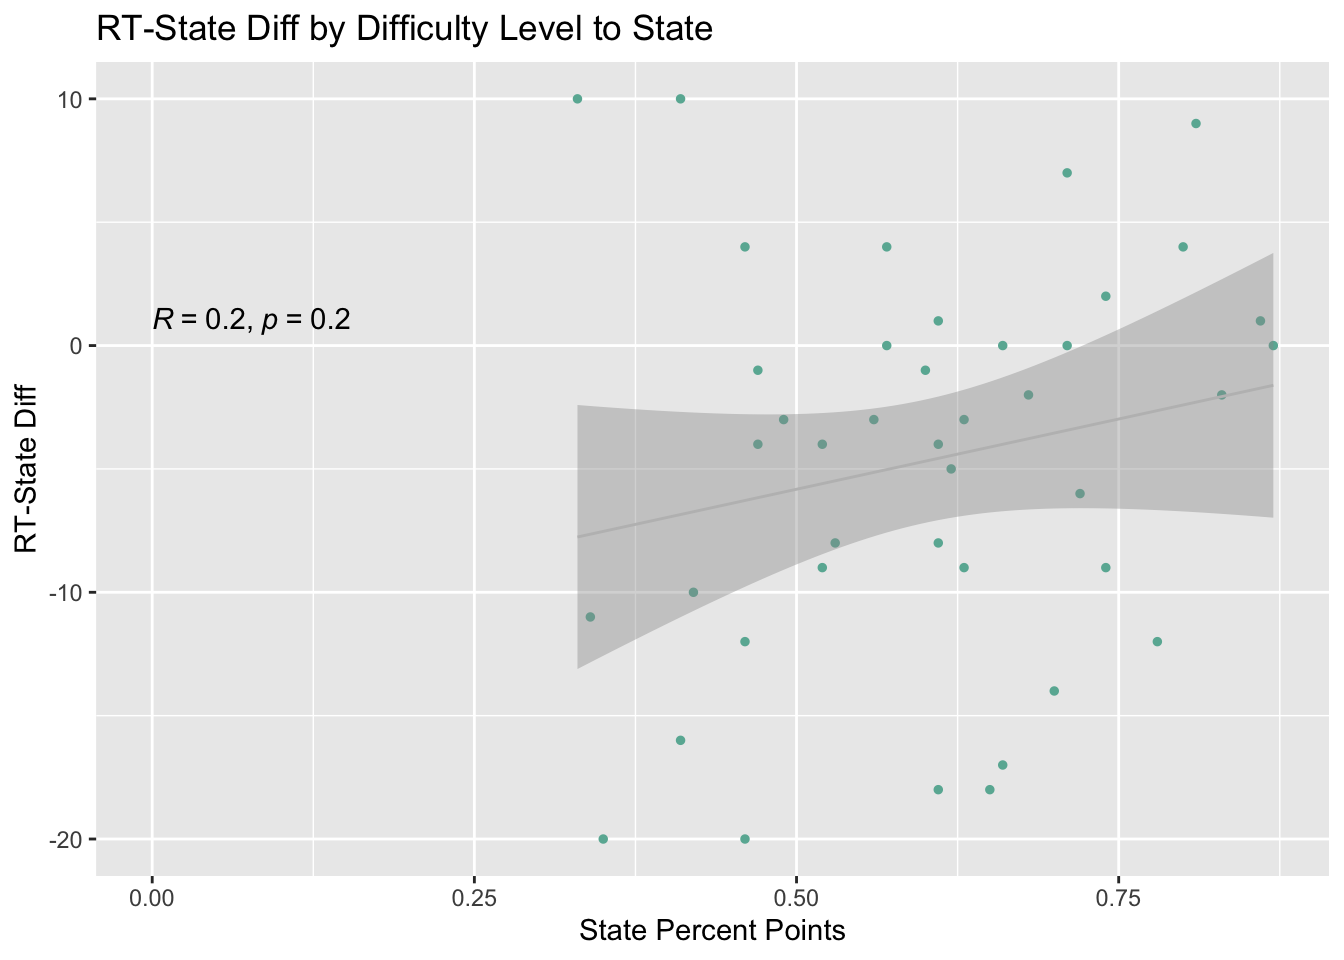 RT-State Diff by Difficulty Level to State
10
R = 0.2, p = 0.2
0
RT-State Diff
-10
-20
0.00 0.25 0.50 0.75
State Percent Points